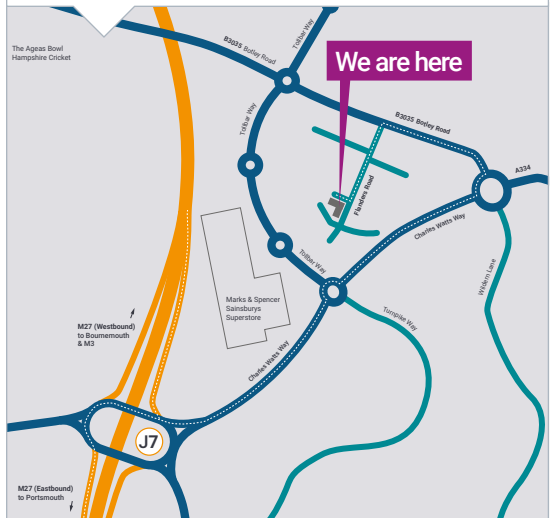 The Ageas Bowl
Hampshire Cricket
B3035 Botley Road
Tollbar Way
We are here
Tollbar Way
B3035 Botley Road
A334
Flanders Road
Charles Watts Way
Tollbar Way
Wildern Lane
Marks & Spencer
Sainsburys
Superstore
Turnpike Way
M27 (Westbound)
to Bournemouth
& M3
Charles Watts Way
J7
M27 (Eastbound)
to Portsmouth